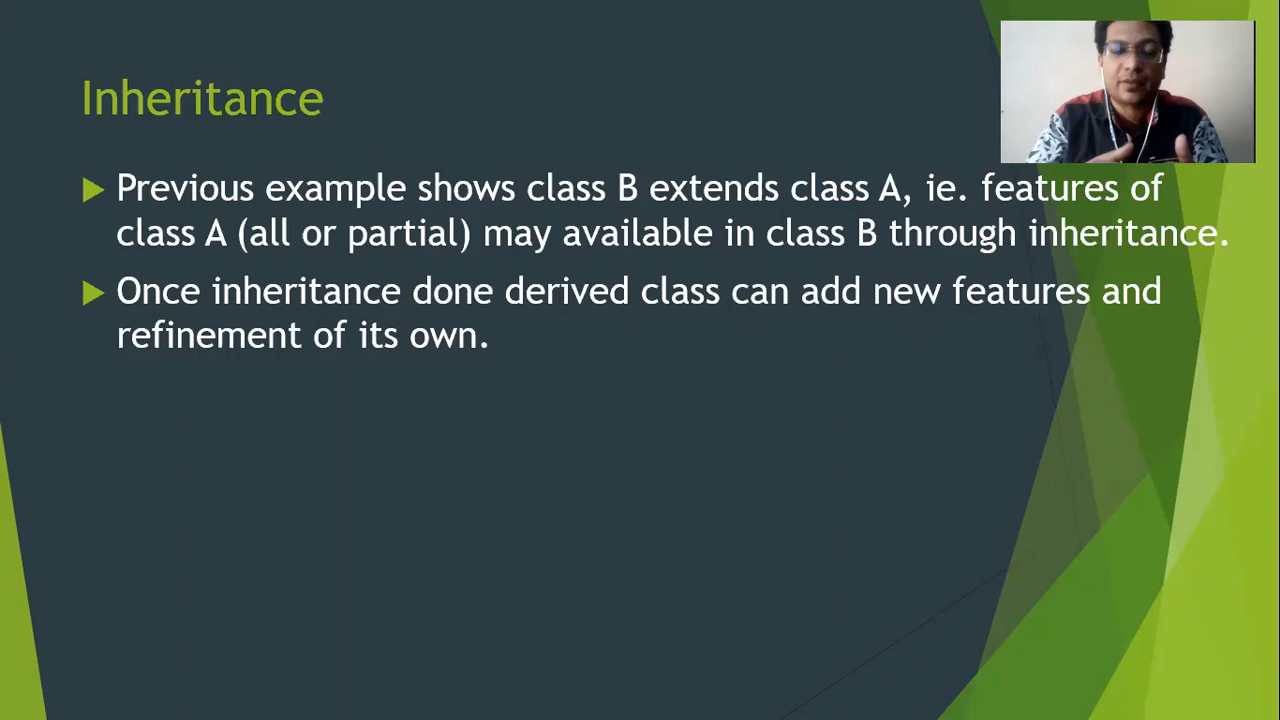 Inheritance
Previous example shows class B extends class A, ie. features of
class A (all or partial) may available in class B through inheritance.
Once inheritance done derived class can add new features and
refinement of its own.